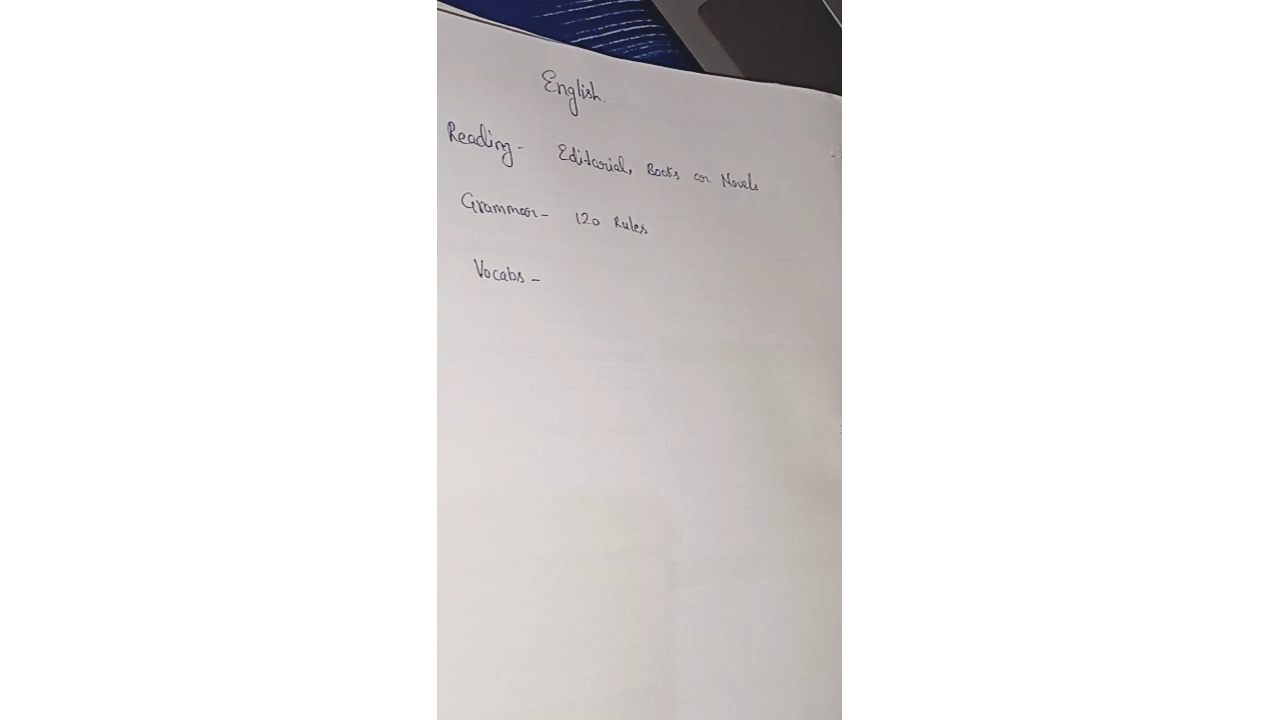 English
Reading - Editorial, Books or Novels
Grammar - 120 Rules
Vocabs -